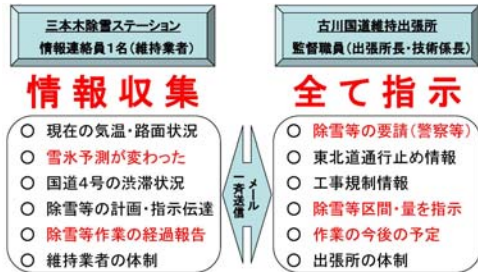 三本木除雪ステーション
情報連絡員1名(維持業者)
情報収集
○ 現在の気温・路面状況
○ 雪氷予測が変わった
○ 国道4号の渋滞状況
○ 除雪等の計画・指示伝達
○ 除雪等作業の経過報告
○ 維持業者の体制
メール
一斉送信
古川国道維持出張所
監督職員(出張所長・技術係長)
全て指示
○ 除雪等の要請(警察等)
○ 東北道通行止め情報
○ 工事規制情報
○ 除雪等区間・量を指示
○ 作業の今後の予定
○ 出張所の体制